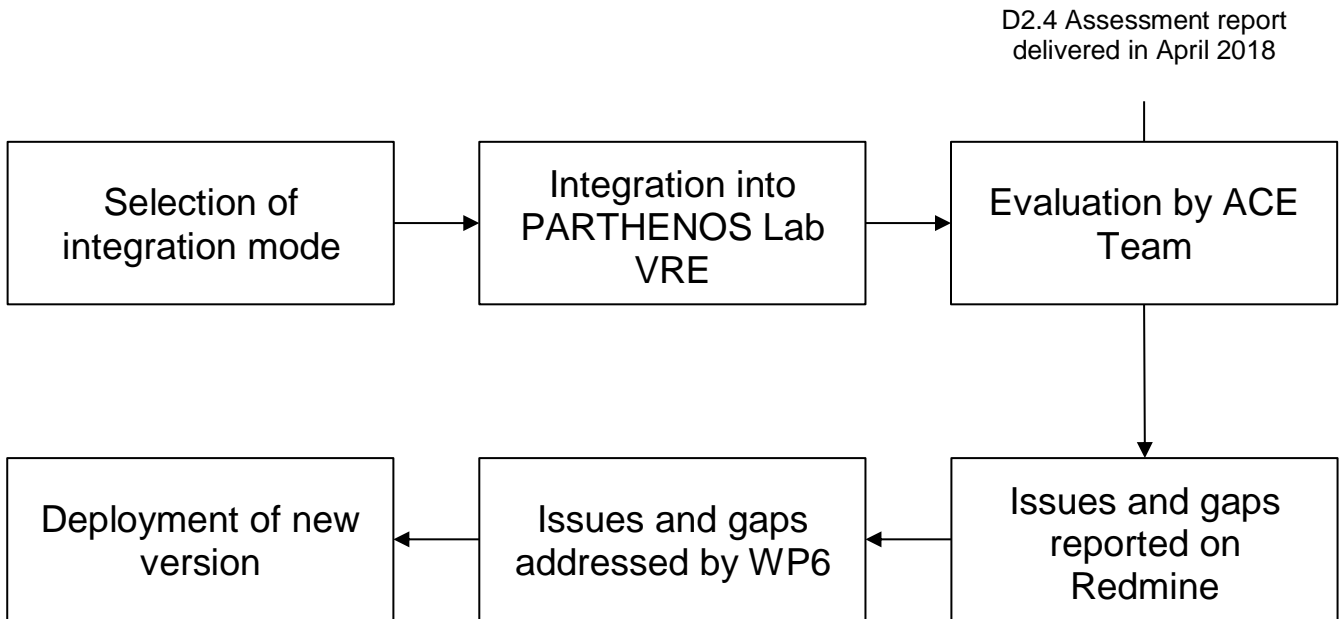 D2.4 Assessment report
delivered in April 2018
Selection of
integration mode
Integration into
PARTHENOS Lab
VRE
Evaluation by ACE
Team
Deployment of new
version
Issues and gaps
addressed by WP6
Issues and gaps
reported on
Redmine